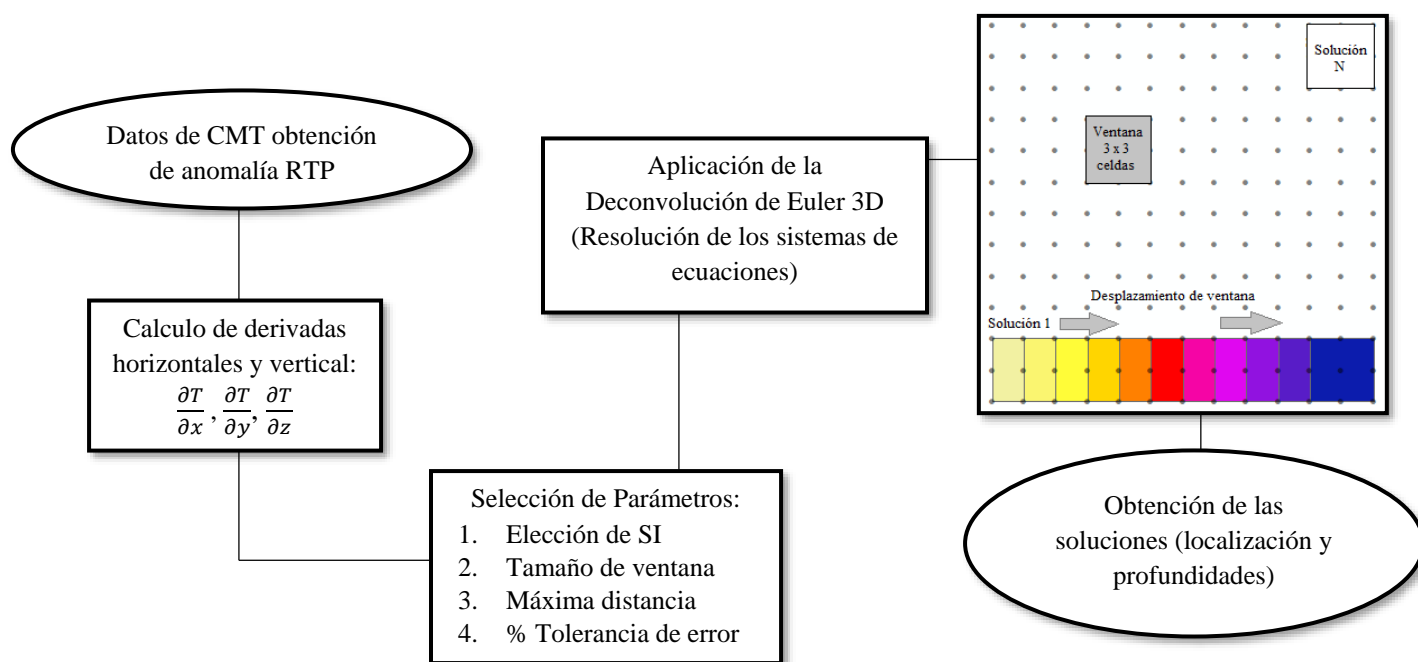 Datos de CMT obtención
de anomalía RTP
Calculo de derivadas
horizontales y vertical:
∂T/∂x , ∂T/∂y, ∂T/∂z
Selección de Parámetros:
1. Elección de SI
2. Tamaño de ventana
3. Máxima distancia
4. % Tolerancia de error
Aplicación de la
Deconvolución de Euler 3D
(Resolución de los sistemas de
ecuaciones)
Solución
N
Ventana
3 x 3
celdas
Desplazamiento de ventana
Solución 1
Obtención de las
soluciones (localización y
profundidades)